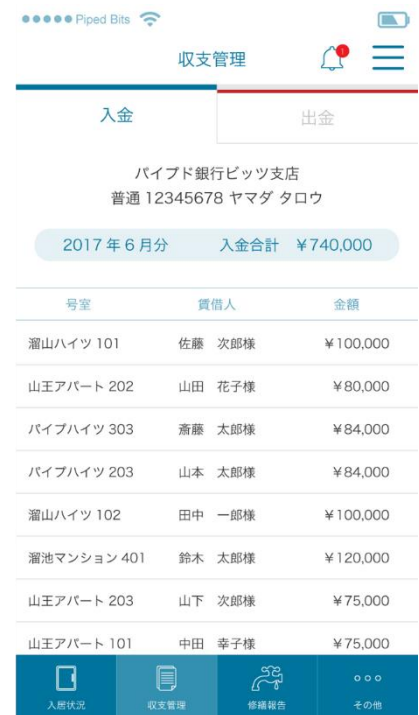 Piped Bits
収支管理
1
入金 出金
パイプド銀行ビッツ支店
普通 12345678 ヤマダ タロウ
2017年6月分 入金合計 ¥740,000
号室 賃借人 金額
溜山ハイツ 101 佐藤 次郎様 ¥100,000
山王アパート 202 山田 花子様 ¥80,000
パイプハイツ 303 斎藤 太郎様 ¥84,000
パイプハイツ 203 山本 太郎様 ¥84,000
溜山ハイツ 102 田中 一郎様 ¥100,000
溜池マンション 401 鈴木 太郎様 ¥120,000
山王アパート 203 山下 次郎様 ¥75,000
山王アパート 101 中田 幸子様 ¥75,000
入居状況 収支管理 修繕報告 その他